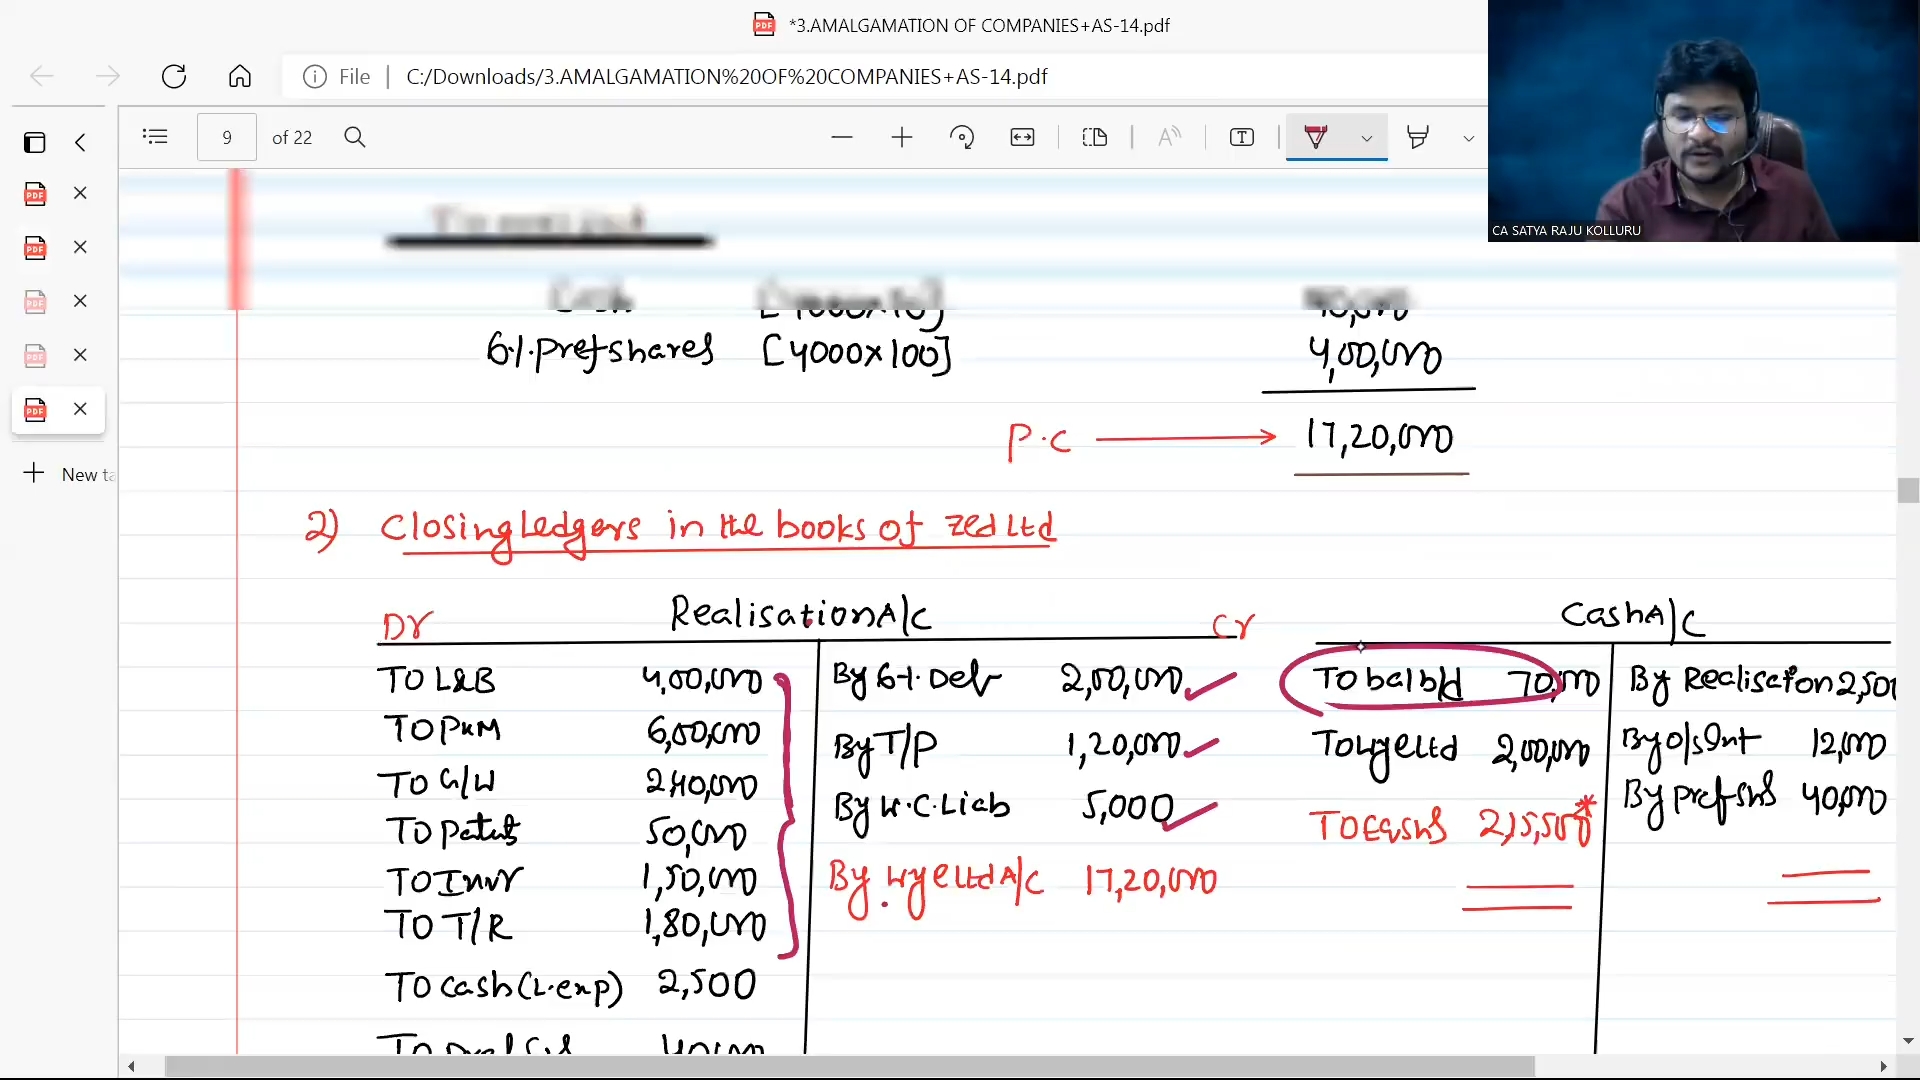 *3.AMALGAMATION OF COMPANIES+AS-14.pdf
File C:/Downloads/3.AMALGAMATION%20OF%20COMPANIES+AS-14.pdf
9 of 22
CA SATYA RAJU KOLLURU
New ta
6%.prefshares [4000x100] 4,00,000
P.C 17,20,000
2) Closing Ledgers in the books of Zed Ltd
Dr Realisation A/c Cr
To L&B 4,00,000 By 6%.Deb 2,00,000
To P&M 6,00,000 By T/P 1,20,000
To G/W 2,40,000 By W.C.Liab 5,000
To Patents 50,000 By Wye Ltd A/c 17,20,000
To Invr 1,50,000
To T/R 1,80,000
To cash (L.exp) 2,500
Cash A/c
To bal b/d 70,000 By Realisation 2,500
To Wye Ltd 2,00,000 By O/s Int 12,000
To Eq shs 2,15,500* By pref shs 40,000